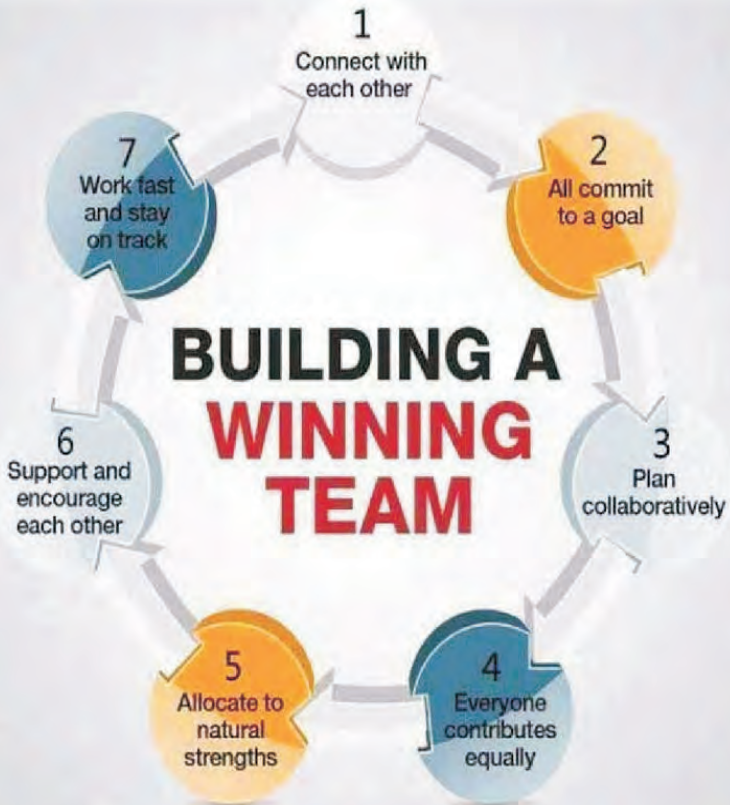 1
Connect with
each other
2
All commit
to a goal
3
Plan
collaboratively
4
Everyone
contributes
equally
5
Allocate to
natural
strengths
6
Support and
encourage
each other
7
Work fast
and stay
on track
BUILDING A
WINNING
TEAM